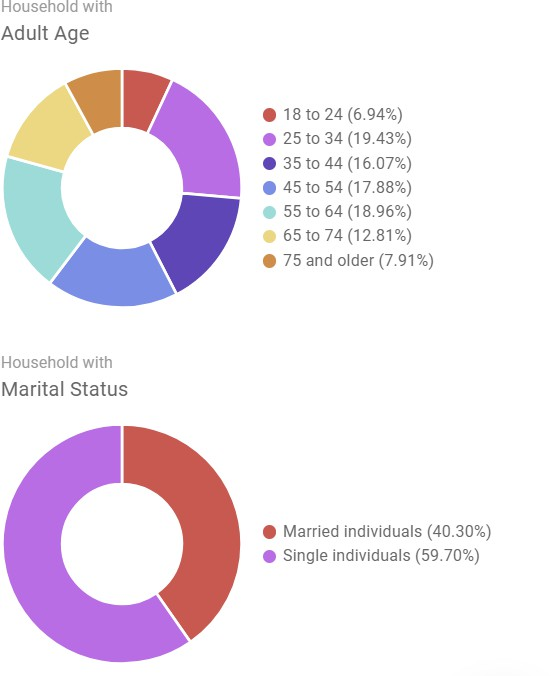 Household with
Adult Age
18 to 24 (6.94%)
25 to 34 (19.43%)
35 to 44 (16.07%)
45 to 54 (17.88%)
55 to 64 (18.96%)
65 to 74 (12.81%)
75 and older (7.91%)
Household with
Marital Status
Married individuals (40.30%)
Single individuals (59.70%)